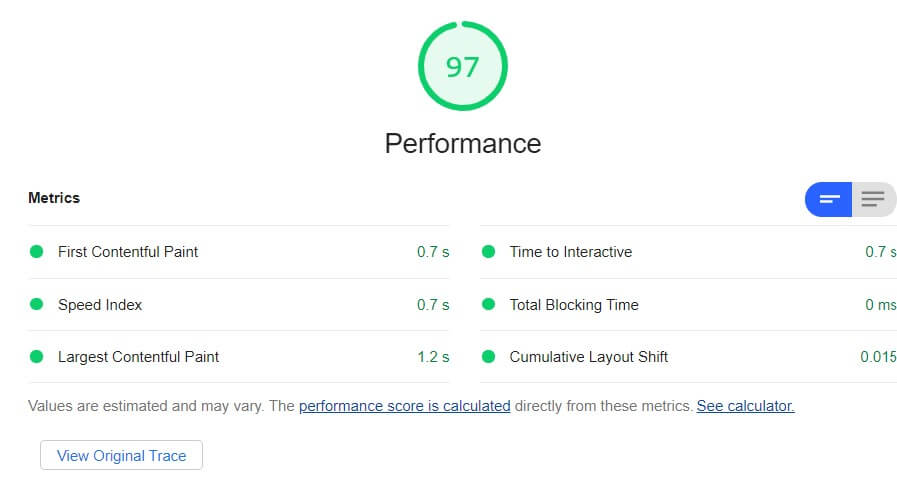 97
Performance
Metrics
First Contentful Paint 0.7 s
Time to Interactive 0.7 s
Speed Index 0.7 s
Total Blocking Time 0 ms
Largest Contentful Paint 1.2 s
Cumulative Layout Shift 0.015
Values are estimated and may vary. The performance score is calculated directly from these metrics. See calculator.
View Original Trace